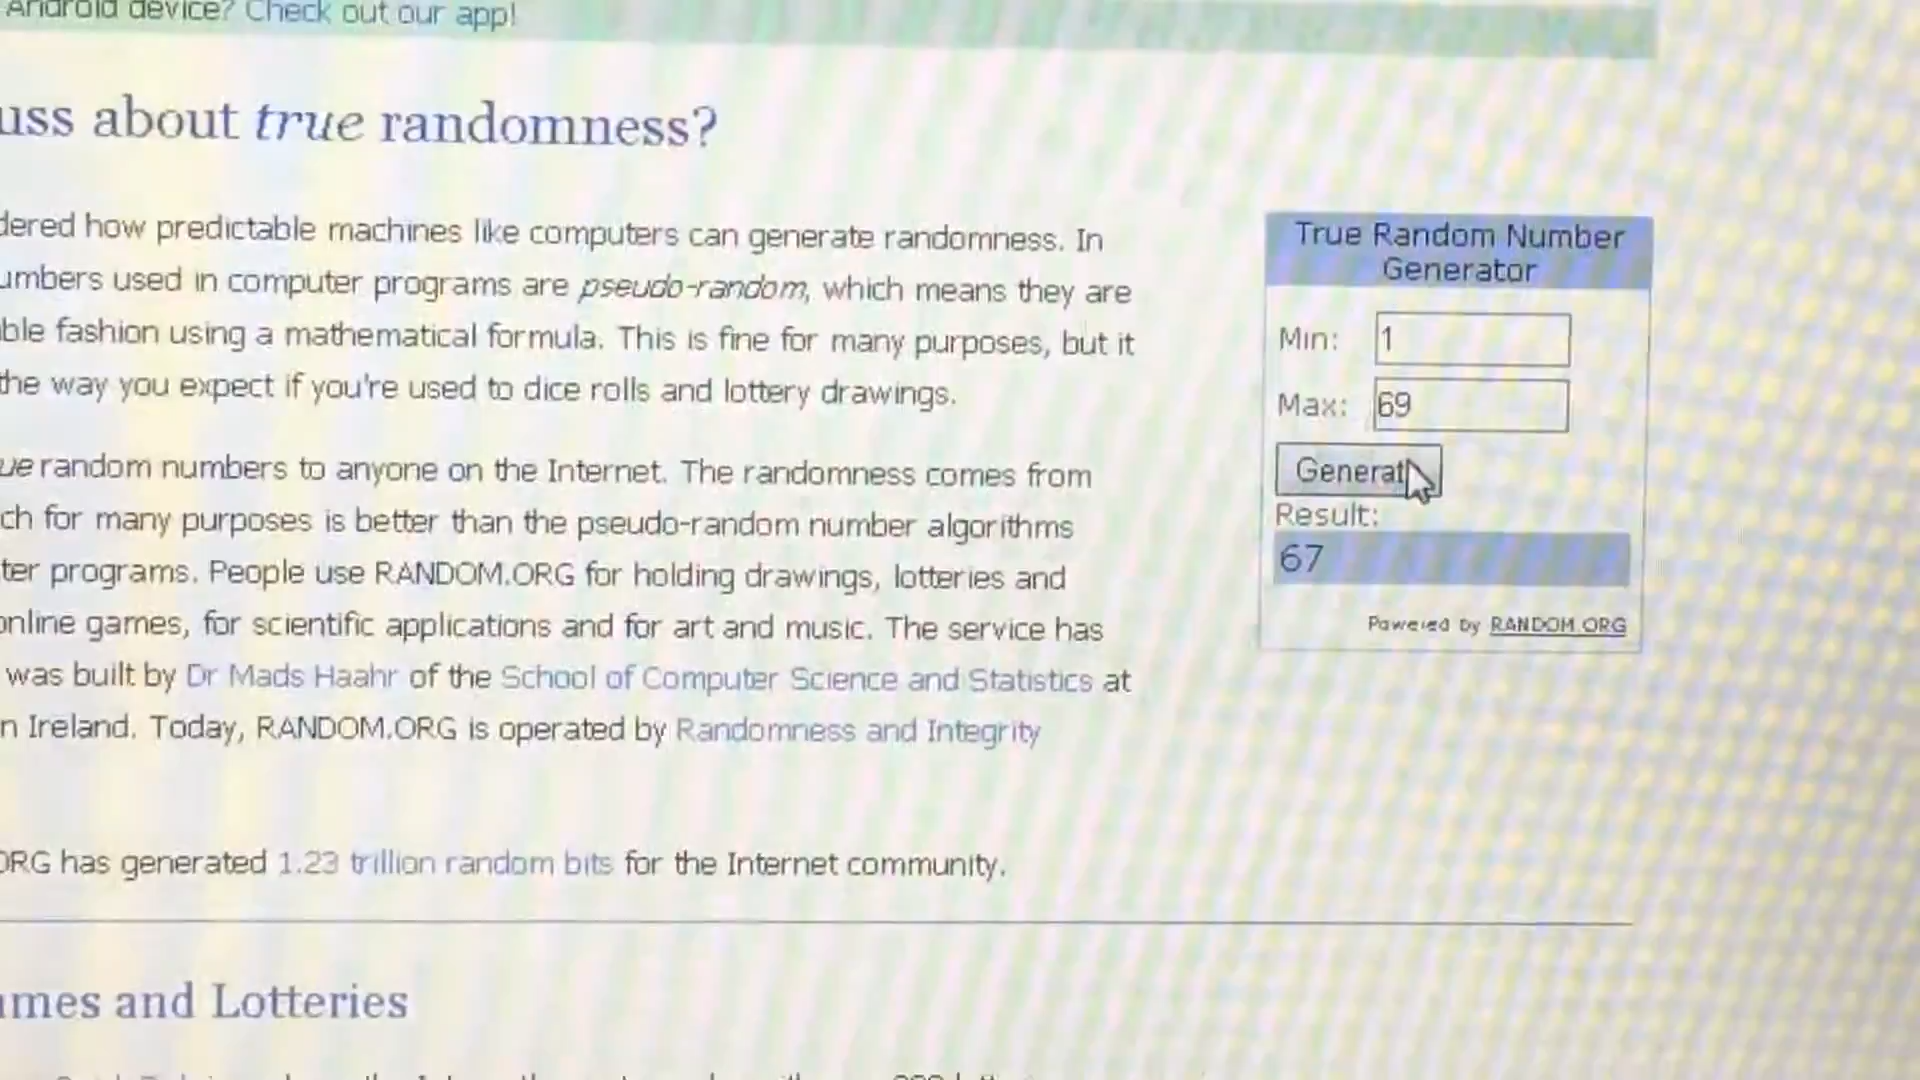 Android device? Check out our app!
uss about true randomness?
dered how predictable machines like computers can generate randomness. In
umbers used in computer programs are pseudo-random, which means they are
ble fashion using a mathematical formula. This is fine for many purposes, but it
the way you expect if you're used to dice rolls and lottery drawings.
ue random numbers to anyone on the Internet. The randomness comes from
ch for many purposes is better than the pseudo-random number algorithms
ter programs. People use RANDOM.ORG for holding drawings, lotteries and
online games, for scientific applications and for art and music. The service has
was built by Dr Mads Haahr of the School of Computer Science and Statistics at
n Ireland. Today, RANDOM.ORG is operated by Randomness and Integrity
ORG has generated 1.23 trillion random bits for the Internet community.
ames and Lotteries
True Random Number
Generator
Min: 1
Max: 69
Generat
Result:
67
Powered by RANDOM.ORG